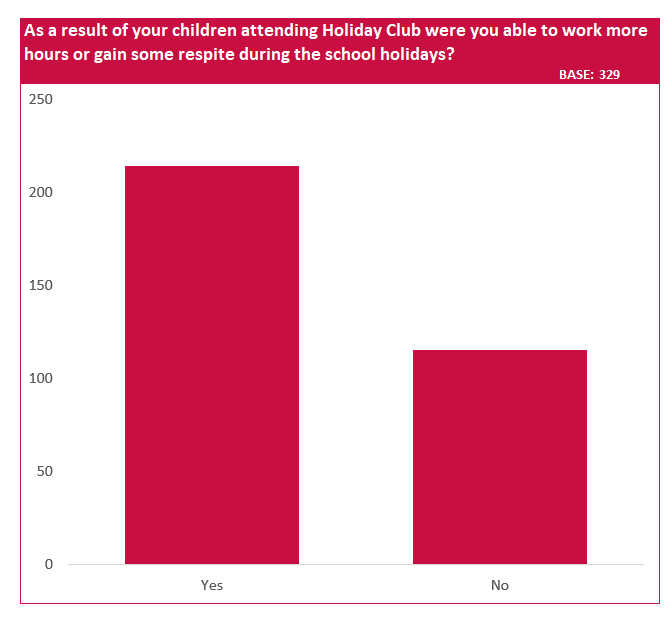 As a result of your children attending Holiday Club were you able to work more
hours or gain some respite during the school holidays?
BASE: 329
250
200
150
100
50
0
Yes No